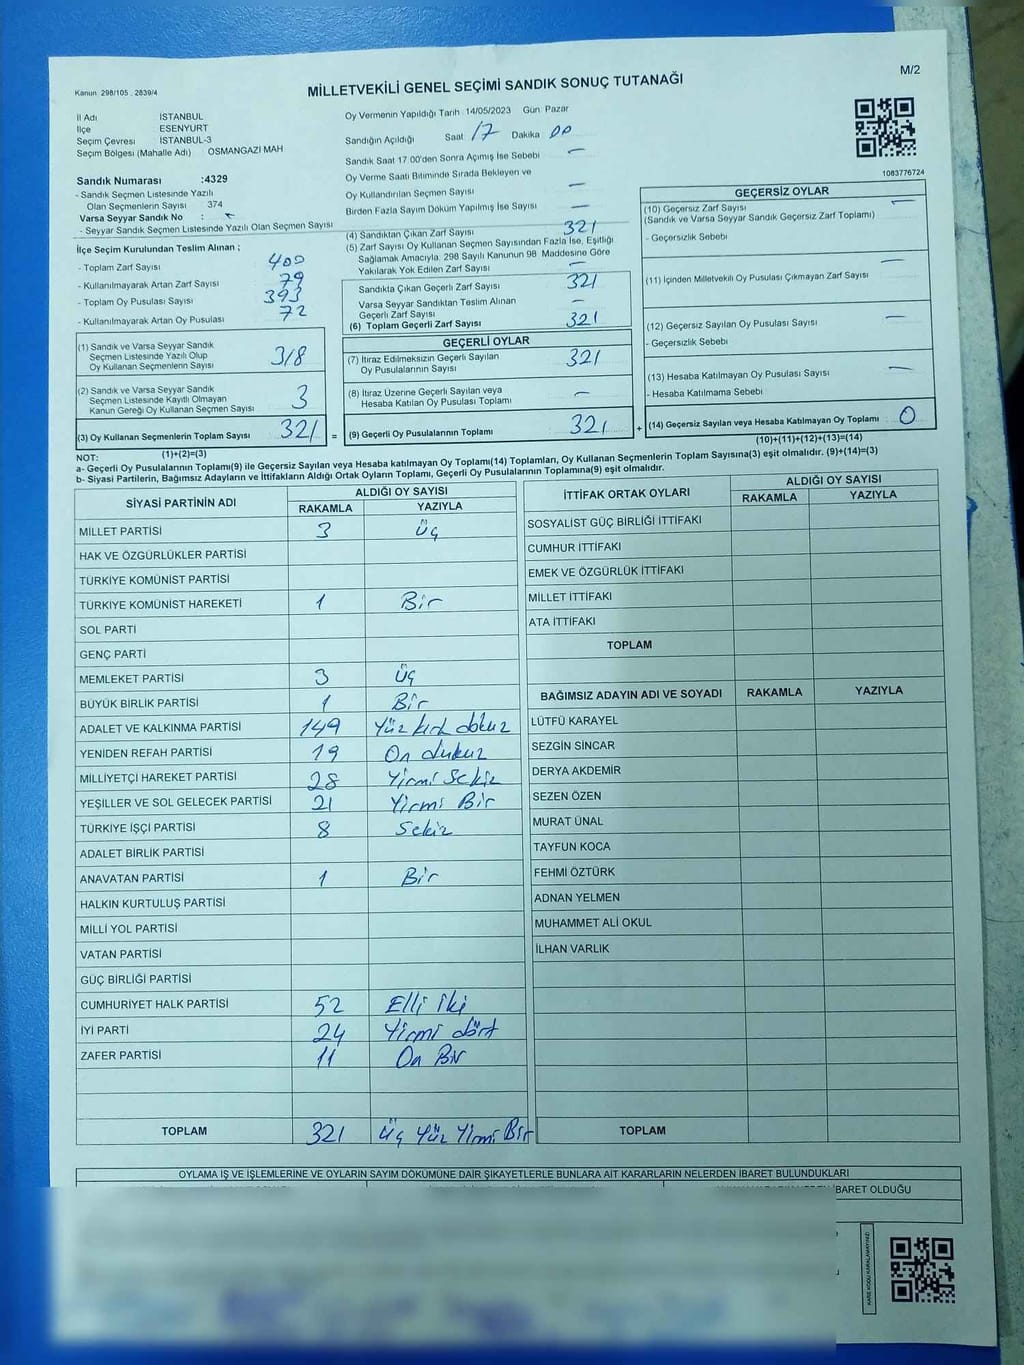 Kanun 298/105 . 2839/4
MİLLETVEKİLİ GENEL SEÇİMİ SANDIK SONUÇ TUTANAĞI
M/2
İl Adı İSTANBUL
İlçe ESENYURT
Seçim Çevresi İSTANBUL-3
Seçim Bölgesi (Mahalle Adı) OSMANGAZİ MAH
Sandık Numarası :4329
- Sandık Seçmen Listesinde Yazılı
Olan Seçmenlerin Sayısı 374
Varsa Seyyar Sandık No : -
- Seyyar Sandık Seçmen Listesinde Yazılı Olan Seçmen Sayısı
İlçe Seçim Kurulundan Teslim Alınan ;
- Toplam Zarf Sayısı 400
- Kullanılmayarak Artan Zarf Sayısı 79
- Toplam Oy Pusulası Sayısı 393
- Kullanılmayarak Artan Oy Pusulası 72
(1) Sandık ve Varsa Seyyar Sandık
Seçmen Listesinde Yazılı Olup
Oy Kullanan Seçmenlerin Sayısı 318
(2) Sandık ve Varsa Seyyar Sandık
Seçmen Listesinde Kayıtlı Olmayan
Kanun Gereği Oy Kullanan Seçmen Sayısı 3
(3) Oy Kullanan Seçmenlerin Toplam Sayısı 321
(1)+(2)=(3)
Oy Vermenin Yapıldığı Tarih 14/05/2023 Gün Pazar
Sandığın Açıldığı Saat 17 Dakika 00
Sandık Saat 17.00'den Sonra Açılmış İse Sebebi -
Oy Verme Saati Bitiminde Sırada Bekleyen ve
Oy Kullandırılan Seçmen Sayısı -
Birden Fazla Sayım Döküm Yapılmış İse Sayısı -
(4) Sandıktan Çıkan Zarf Sayısı 321
(5) Zarf Sayısı Oy Kullanan Seçmen Sayısından Fazla İse, Eşitliği
Sağlamak Amacıyla, 298 Sayılı Kanunun 98 Maddesine Göre
Yakılarak Yok Edilen Zarf Sayısı -
Sandıkta Çıkan Geçerli Zarf Sayısı 321
Varsa Seyyar Sandıktan Teslim Alınan
Geçerli Zarf Sayısı -
(6) Toplam Geçerli Zarf Sayısı 321
GEÇERLİ OYLAR
(7) İtiraz Edilmeksizin Geçerli Sayılan
Oy Pusulalarının Sayısı 321
(8) İtiraz Üzerine Geçerli Sayılan veya
Hesaba Katılan Oy Pusulası Toplamı -
= (9) Geçerli Oy Pusulalarının Toplamı 321 +
1083776724
GEÇERSİZ OYLAR
(10) Geçersiz Zarf Sayısı -
(Sandık ve Varsa Seyyar Sandık Geçersiz Zarf Toplamı)
- Geçersizlik Sebebi
(11) İçinden Milletvekili Oy Pusulası Çıkmayan Zarf Sayısı -
(12) Geçersiz Sayılan Oy Pusulası Sayısı -
- Geçersizlik Sebebi
(13) Hesaba Katılmayan Oy Pusulası Sayısı -
- Hesaba Katılmama Sebebi
(14) Geçersiz Sayılan veya Hesaba Katılmayan Oy Toplamı 0
(10)+(11)+(12)+(13)=(14)
NOT:
a- Geçerli Oy Pusulalarının Toplamı(9) ile Geçersiz Sayılan veya Hesaba katılmayan Oy Toplamı(14) Toplamları, Oy Kullanan Seçmenlerin Toplam Sayısına(3) eşit olmalıdır. (9)+(14)=(3)
b- Siyasi Partilerin, Bağımsız Adayların ve İttifakların Aldığı Ortak Oyların Toplamı, Geçerli Oy Pusulalarının Toplamına(9) eşit olmalıdır.
SİYASİ PARTİNİN ADI ALDIĞI OY SAYISI
RAKAMLA YAZIYLA
MİLLET PARTİSİ 3 Üç
HAK VE ÖZGÜRLÜKLER PARTİSİ
TÜRKİYE KOMÜNİST PARTİSİ
TÜRKİYE KOMÜNİST HAREKETİ 1 Bir
SOL PARTİ
GENÇ PARTİ
MEMLEKET PARTİSİ 3 Üç
BÜYÜK BİRLİK PARTİSİ 1 Bir
ADALET VE KALKINMA PARTİSİ 149 Yüz kırk dokuz
YENİDEN REFAH PARTİSİ 19 On dukuz
MİLLİYETÇİ HAREKET PARTİSİ 28 Yirmi Sekiz
YEŞİLLER VE SOL GELECEK PARTİSİ 21 Yirmi Bir
TÜRKİYE İŞÇİ PARTİSİ 8 Sekiz
ADALET BİRLİK PARTİSİ
ANAVATAN PARTİSİ 1 Bir
HALKIN KURTULUŞ PARTİSİ
MİLLİ YOL PARTİSİ
VATAN PARTİSİ
GÜÇ BİRLİĞİ PARTİSİ
CUMHURİYET HALK PARTİSİ 52 Elli iki
İYİ PARTİ 24 Yirmi dört
ZAFER PARTİSİ 11 On Bir
TOPLAM 321 Üç Yüz Yirmi Bir
İTTİFAK ORTAK OYLARI ALDIĞI OY SAYISI
RAKAMLA YAZIYLA
SOSYALİST GÜÇ BİRLİĞİ İTTİFAKI
CUMHUR İTTİFAKI
EMEK VE ÖZGÜRLÜK İTTİFAKI
MİLLET İTTİFAKI
ATA İTTİFAKI
TOPLAM
BAĞIMSIZ ADAYIN ADI VE SOYADI RAKAMLA YAZIYLA
LÜTFÜ KARAYEL
SEZGİN SİNCAR
DERYA AKDEMİR
SEZEN ÖZEN
MURAT ÜNAL
TAYFUN KOCA
FEHMİ ÖZTÜRK
ADNAN YELMEN
MUHAMMET ALİ OKUL
İLHAN VARLIK
TOPLAM
OYLAMA İŞ VE İŞLEMLERİNE VE OYLARIN SAYIM DÖKÜMÜNE DAİR ŞİKAYETLERLE BUNLARA AİT KARARLARIN NELERDEN İBARET BULUNDUKLARI
İBARET OLDUĞU